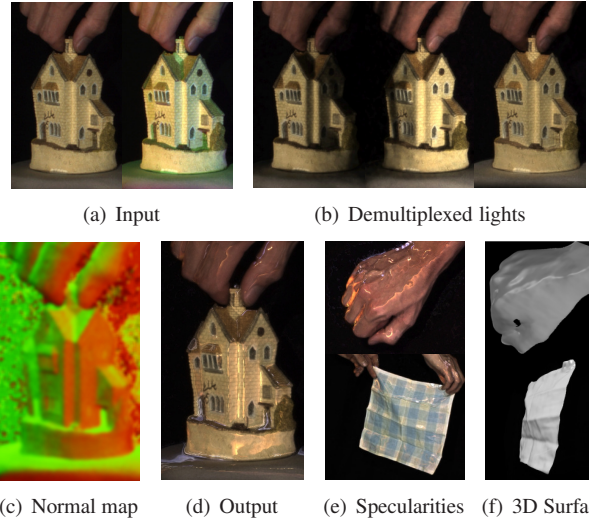 (a) Input
(b) Demultiplexed lights
(c) Normal map
(d) Output
(e) Specularities
(f) 3D Surfa